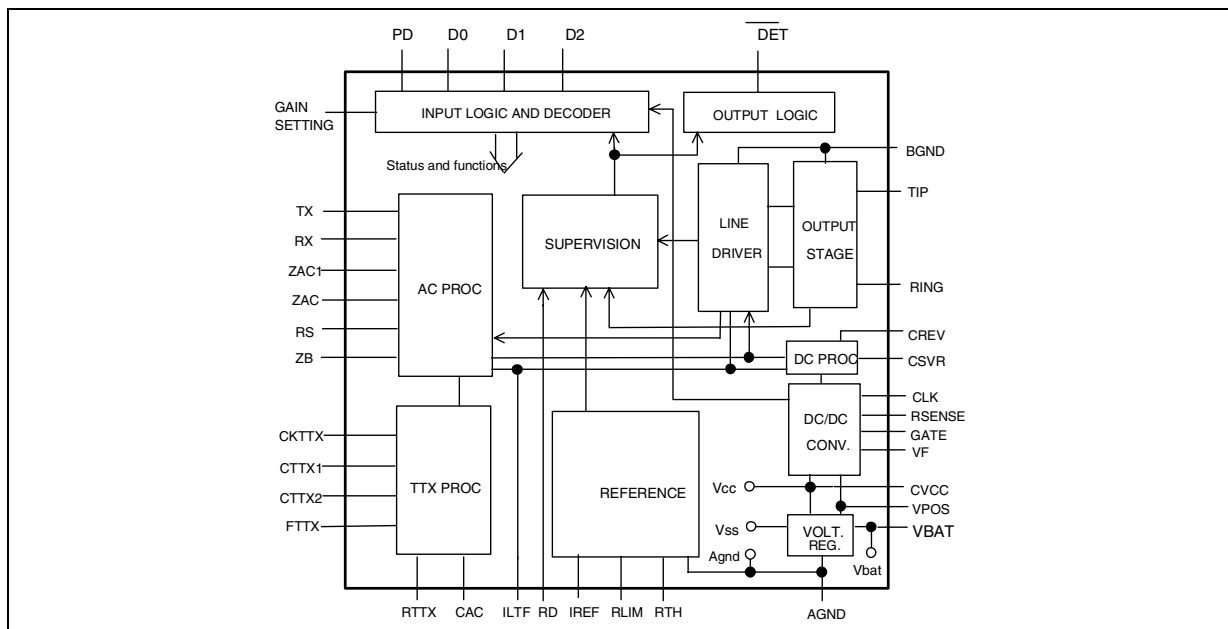 PD D0 D1 D2 DET
GAIN
SETTING
INPUT LOGIC AND DECODER
OUTPUT LOGIC
Status and functions
BGND
TIP
RING
CREV
CSVR
CLK
RSENSE
GATE
VF
CVCC
VPOS
VBAT
TX
RX
ZAC1
ZAC
RS
ZB
AC PROC
SUPERVISION
LINE
DRIVER
OUTPUT
STAGE
DC PROC
DC/DC
CONV.
CKTTX
CTTX1
CTTX2
FTTX
TTX PROC
REFERENCE
Vcc
Vss
Agnd
VOLT.
REG.
Vbat
RTTX CAC ILTF RD IREF RLIM RTH AGND